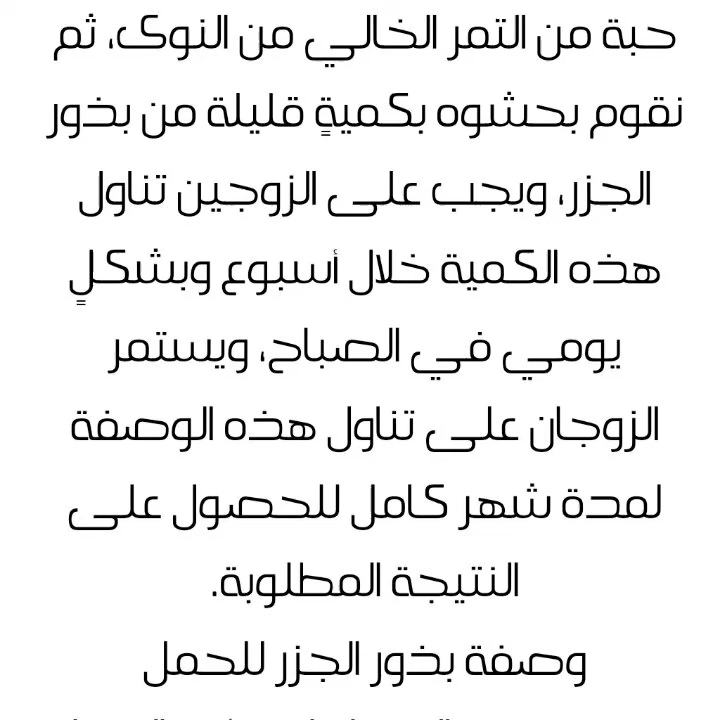 حبة من التمر الخالي من النوى، ثم
نقوم بحشوه بكميةٍ قليلة من بخور
الجزر، ويجب على الزوجين تناول
هذه الكمية خلال أسبوع وبشكلٍ
يومي في الصباح، ويستمر
الزوجان على تناول هذه الوصفة
لمدة شهر كامل للحصول على
النتيجة المطلوبة.
وصفة بخور الجزر للحمل